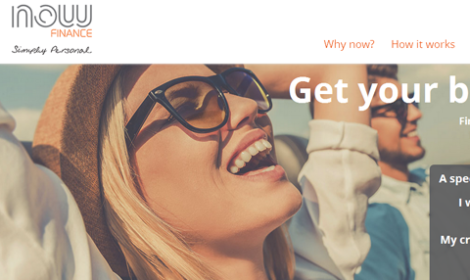 now
FINANCE
Simply Personal
Why now?
How it works
Get your b
Fi
A spe
I w
My cr